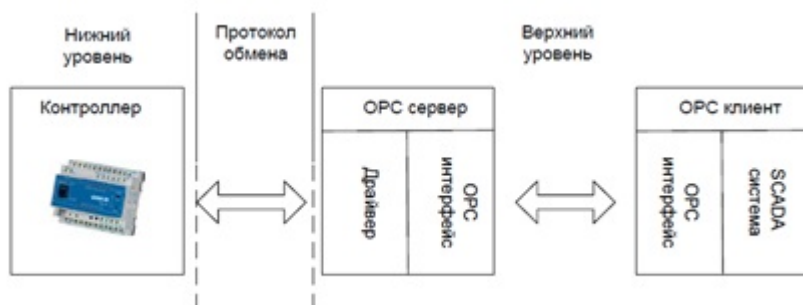 Нижний
уровень
Протокол
обмена
Верхний
уровень
Контроллер
OPC сервер
Драйвер
OPC
интерфейс
OPC клиент
OPC
интерфейс
SCADA
система